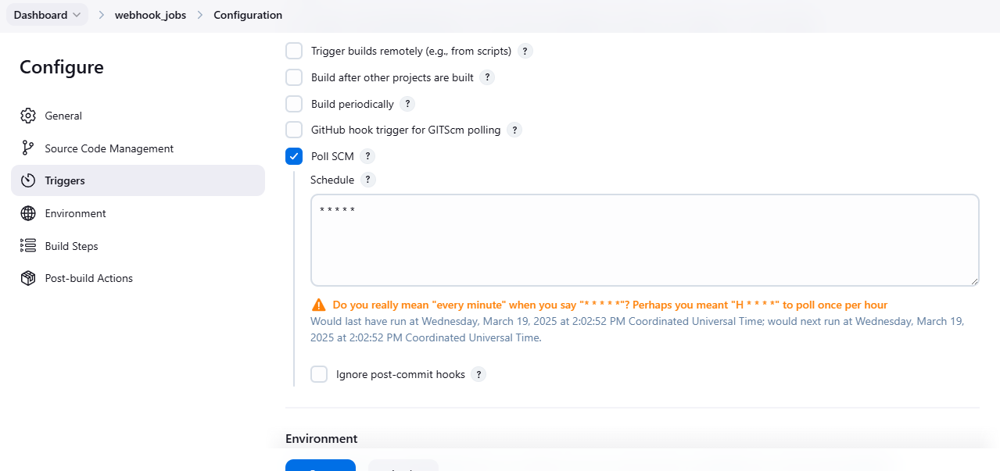 Dashboard webhook_jobs Configuration
Configure
General
Source Code Management
Triggers
Environment
Build Steps
Post-build Actions
Trigger builds remotely (e.g., from scripts) ?
Build after other projects are built ?
Build periodically ?
GitHub hook trigger for GITScm polling ?
Poll SCM ?
Schedule ?
* * * * *
Do you really mean "every minute" when you say "* * * * *"? Perhaps you meant "H * * * *" to poll once per hour
Would last have run at Wednesday, March 19, 2025 at 2:02:52 PM Coordinated Universal Time; would next run at Wednesday, March 19,
2025 at 2:02:52 PM Coordinated Universal Time.
Ignore post-commit hooks ?
Environment